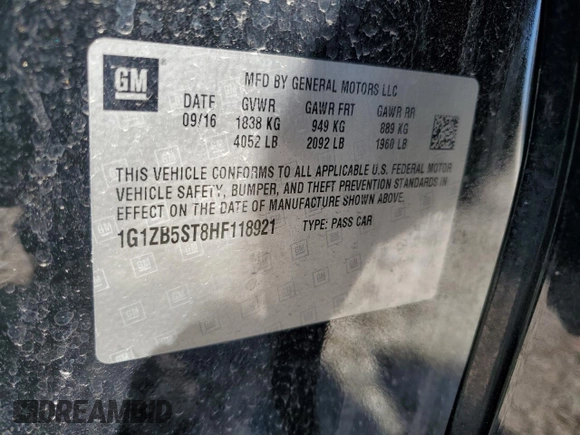 GM
MFD BY GENERAL MOTORS LLC
DATE GVWR GAWR FRT GAWR RR
09/16 1838 KG 949 KG 889 KG
4052 LB 2092 LB 1960 LB
THIS VEHICLE CONFORMS TO ALL APPLICABLE U.S. FEDERAL MOTOR
VEHICLE SAFETY, BUMPER, AND THEFT PREVENTION STANDARDS IN
EFFECT ON THE DATE OF MANUFACTURE SHOWN ABOVE.
1G1ZB5ST8HF118921 TYPE: PASS CAR
DREAMBID